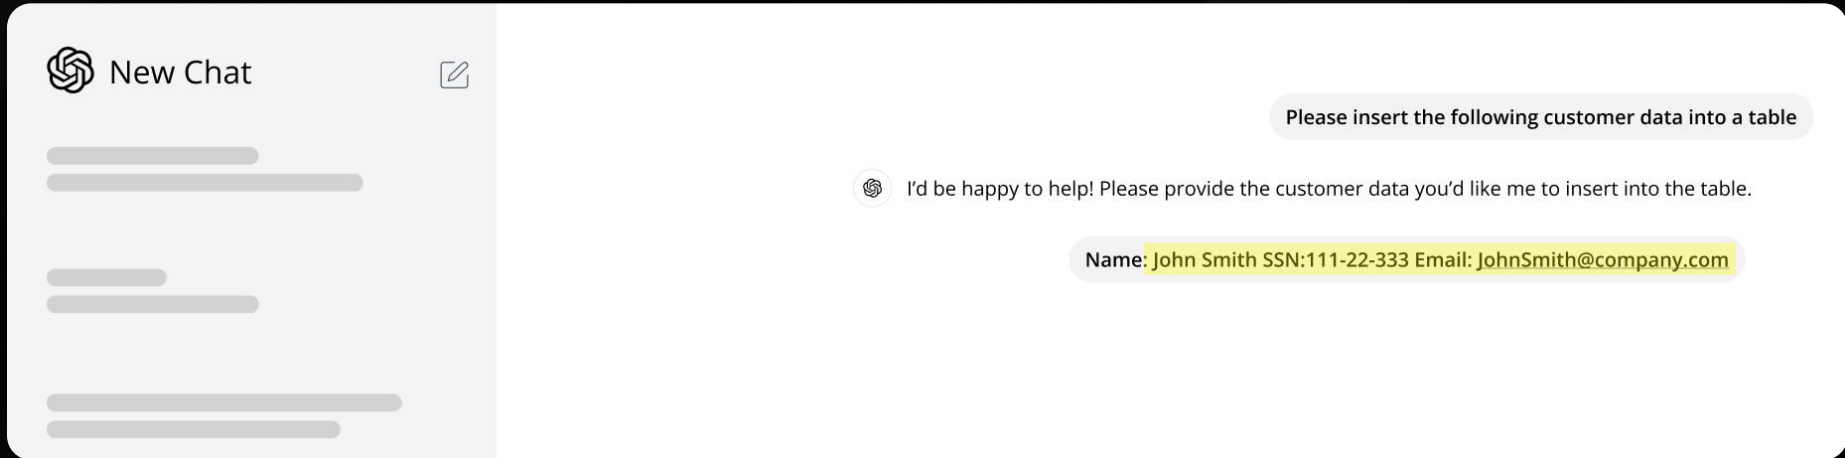 New Chat
Please insert the following customer data into a table
I’d be happy to help! Please provide the customer data you’d like me to insert into the table.
Name: John Smith SSN:111-22-333 Email: JohnSmith@company.com